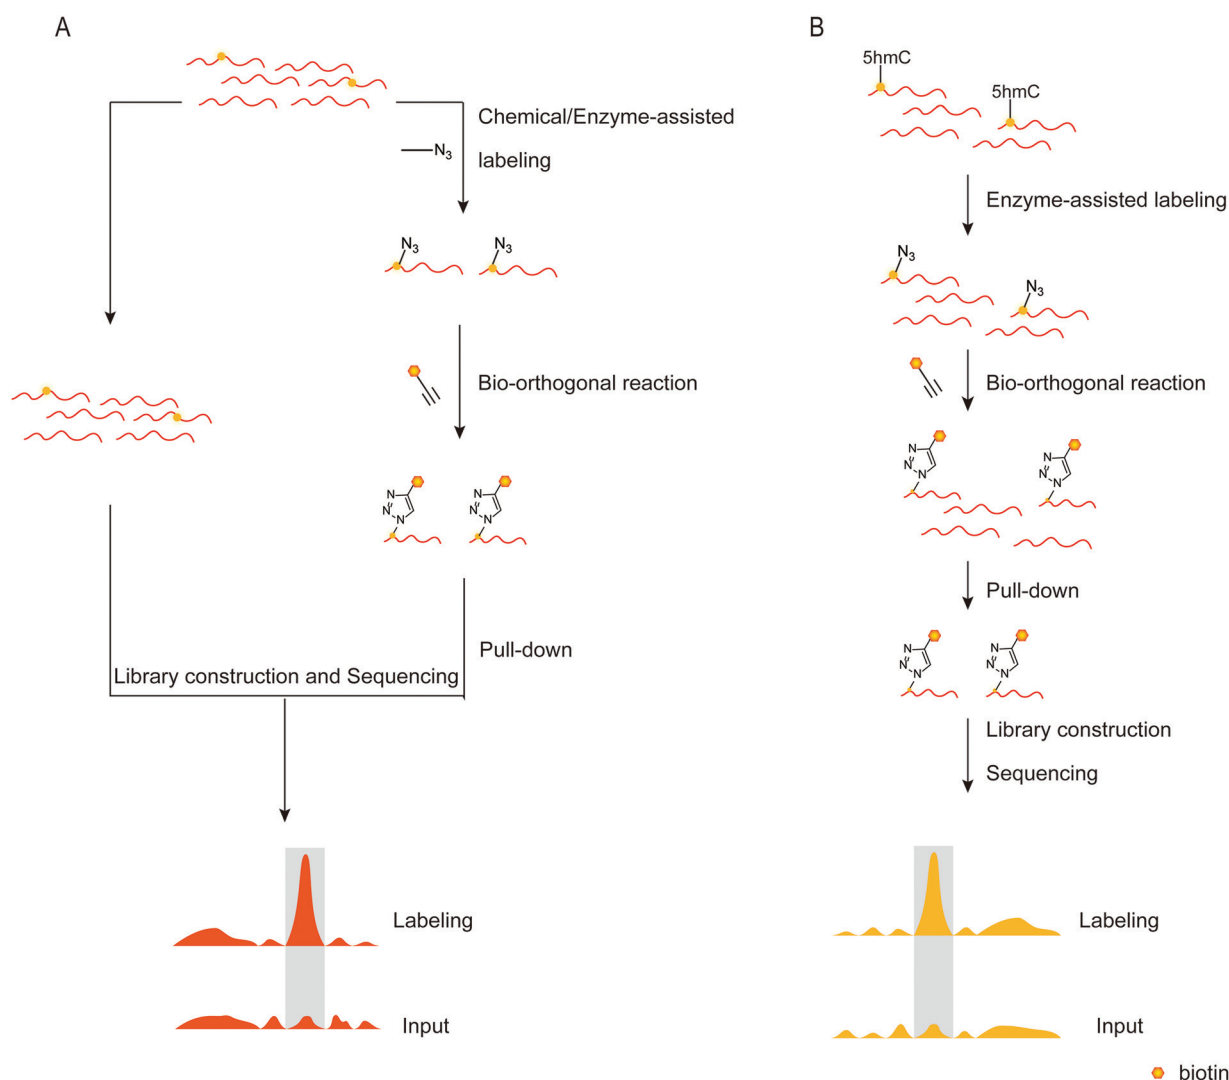 A
Chemical/Enzyme-assisted
N3
labeling
N3
N3
Bio-orthogonal reaction
N
N
N
N
N
N
Pull-down
Library construction and Sequencing
Labeling
Input
B
5hmC
5hmC
Enzyme-assisted labeling
N3
N3
Bio-orthogonal reaction
N
N
N
N
N
N
Pull-down
N
N
N
N
N
N
Library construction
Sequencing
Labeling
Input
biotin